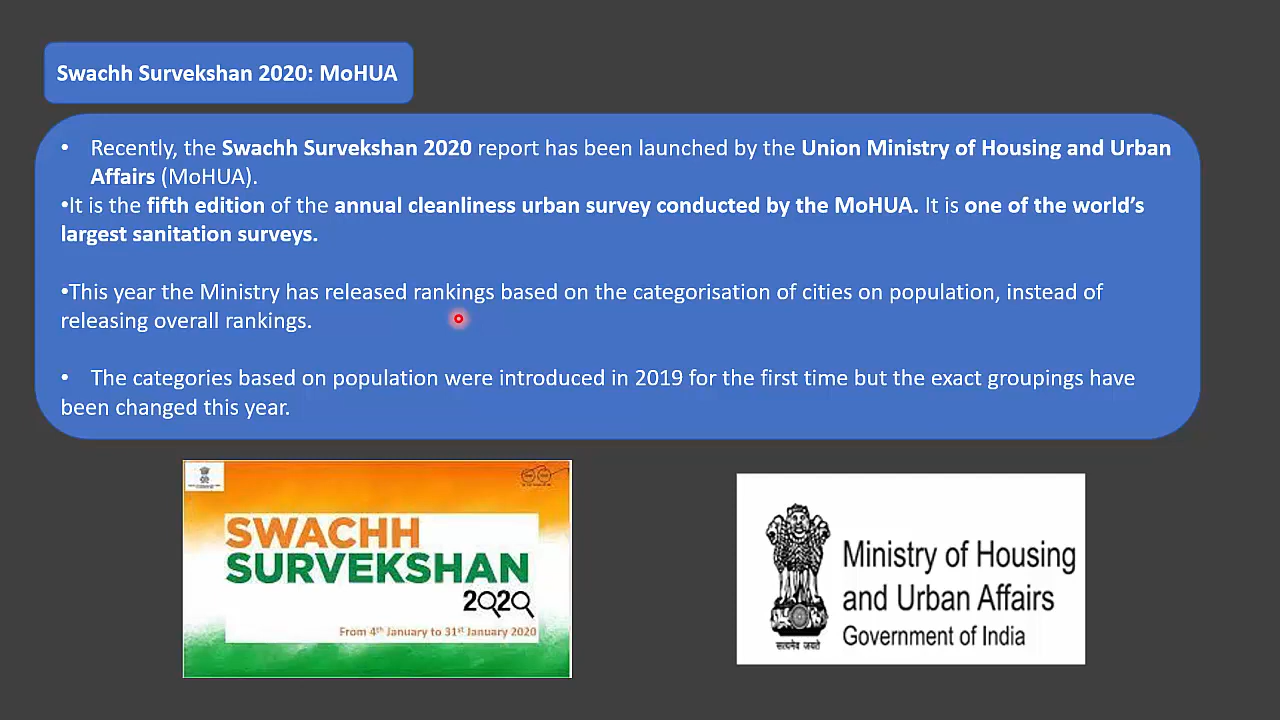 Swachh Survekshan 2020: MoHUA
• Recently, the Swachh Survekshan 2020 report has been launched by the Union Ministry of Housing and Urban
Affairs (MoHUA).
•It is the fifth edition of the annual cleanliness urban survey conducted by the MoHUA. It is one of the world’s
largest sanitation surveys.
•This year the Ministry has released rankings based on the categorisation of cities on population, instead of
releasing overall rankings.
• The categories based on population were introduced in 2019 for the first time but the exact groupings have
been changed this year.
SWACHH
SURVEKSHAN
2020
From 4th January to 31st January 2020
Ministry of Housing
and Urban Affairs
Government of India
सत्यमेव जयते